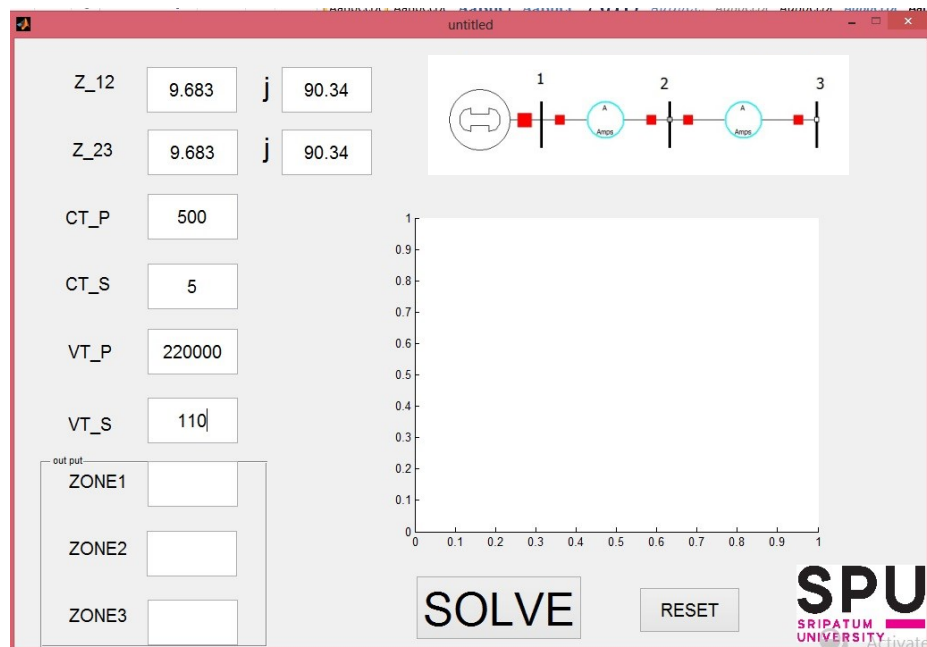 untitled
Z_12 9.683 j 90.34
Z_23 9.683 j 90.34
CT_P 500
CT_S 5
VT_P 220000
VT_S 110
out put
ZONE1
ZONE2
ZONE3
1 2 3
A A
Amps Amps
1
0.9
0.8
0.7
0.6
0.5
0.4
0.3
0.2
0.1
0
0 0.1 0.2 0.3 0.4 0.5 0.6 0.7 0.8 0.9 1
SOLVE RESET
SPU
SRIPATUM
UNIVERSITY
Activate